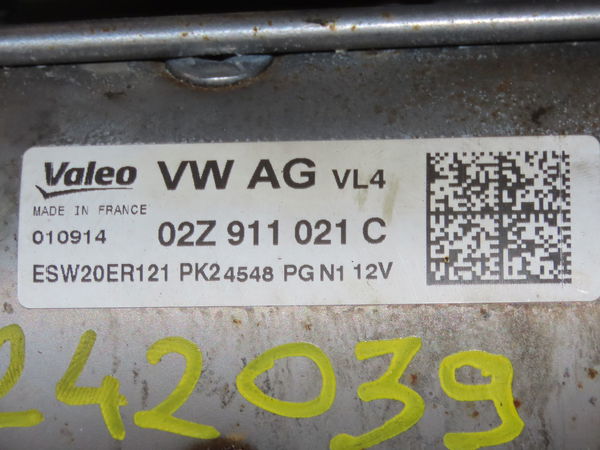 Valeo VW AG VL4
MADE IN FRANCE
010914 02Z 911 021 C
ESW20ER121 PK24548 PG N1 12V
242039